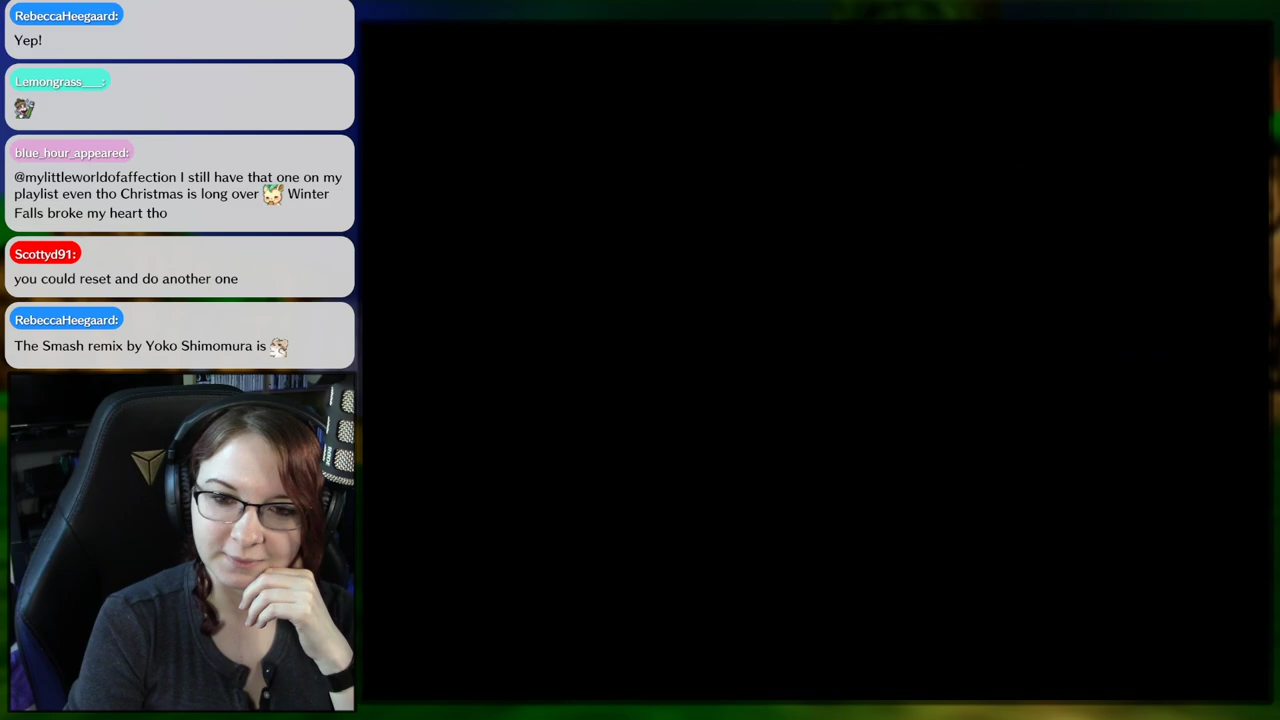 RebeccaHeegaard:
Yep!
Lemongrass___:
blue_hour_appeared:
@mylittleworldofaffection I still have that one on my
playlist even tho Christmas is long over Winter
Falls broke my heart tho
Scottyd91:
you could reset and do another one
RebeccaHeegaard:
The Smash remix by Yoko Shimomura is